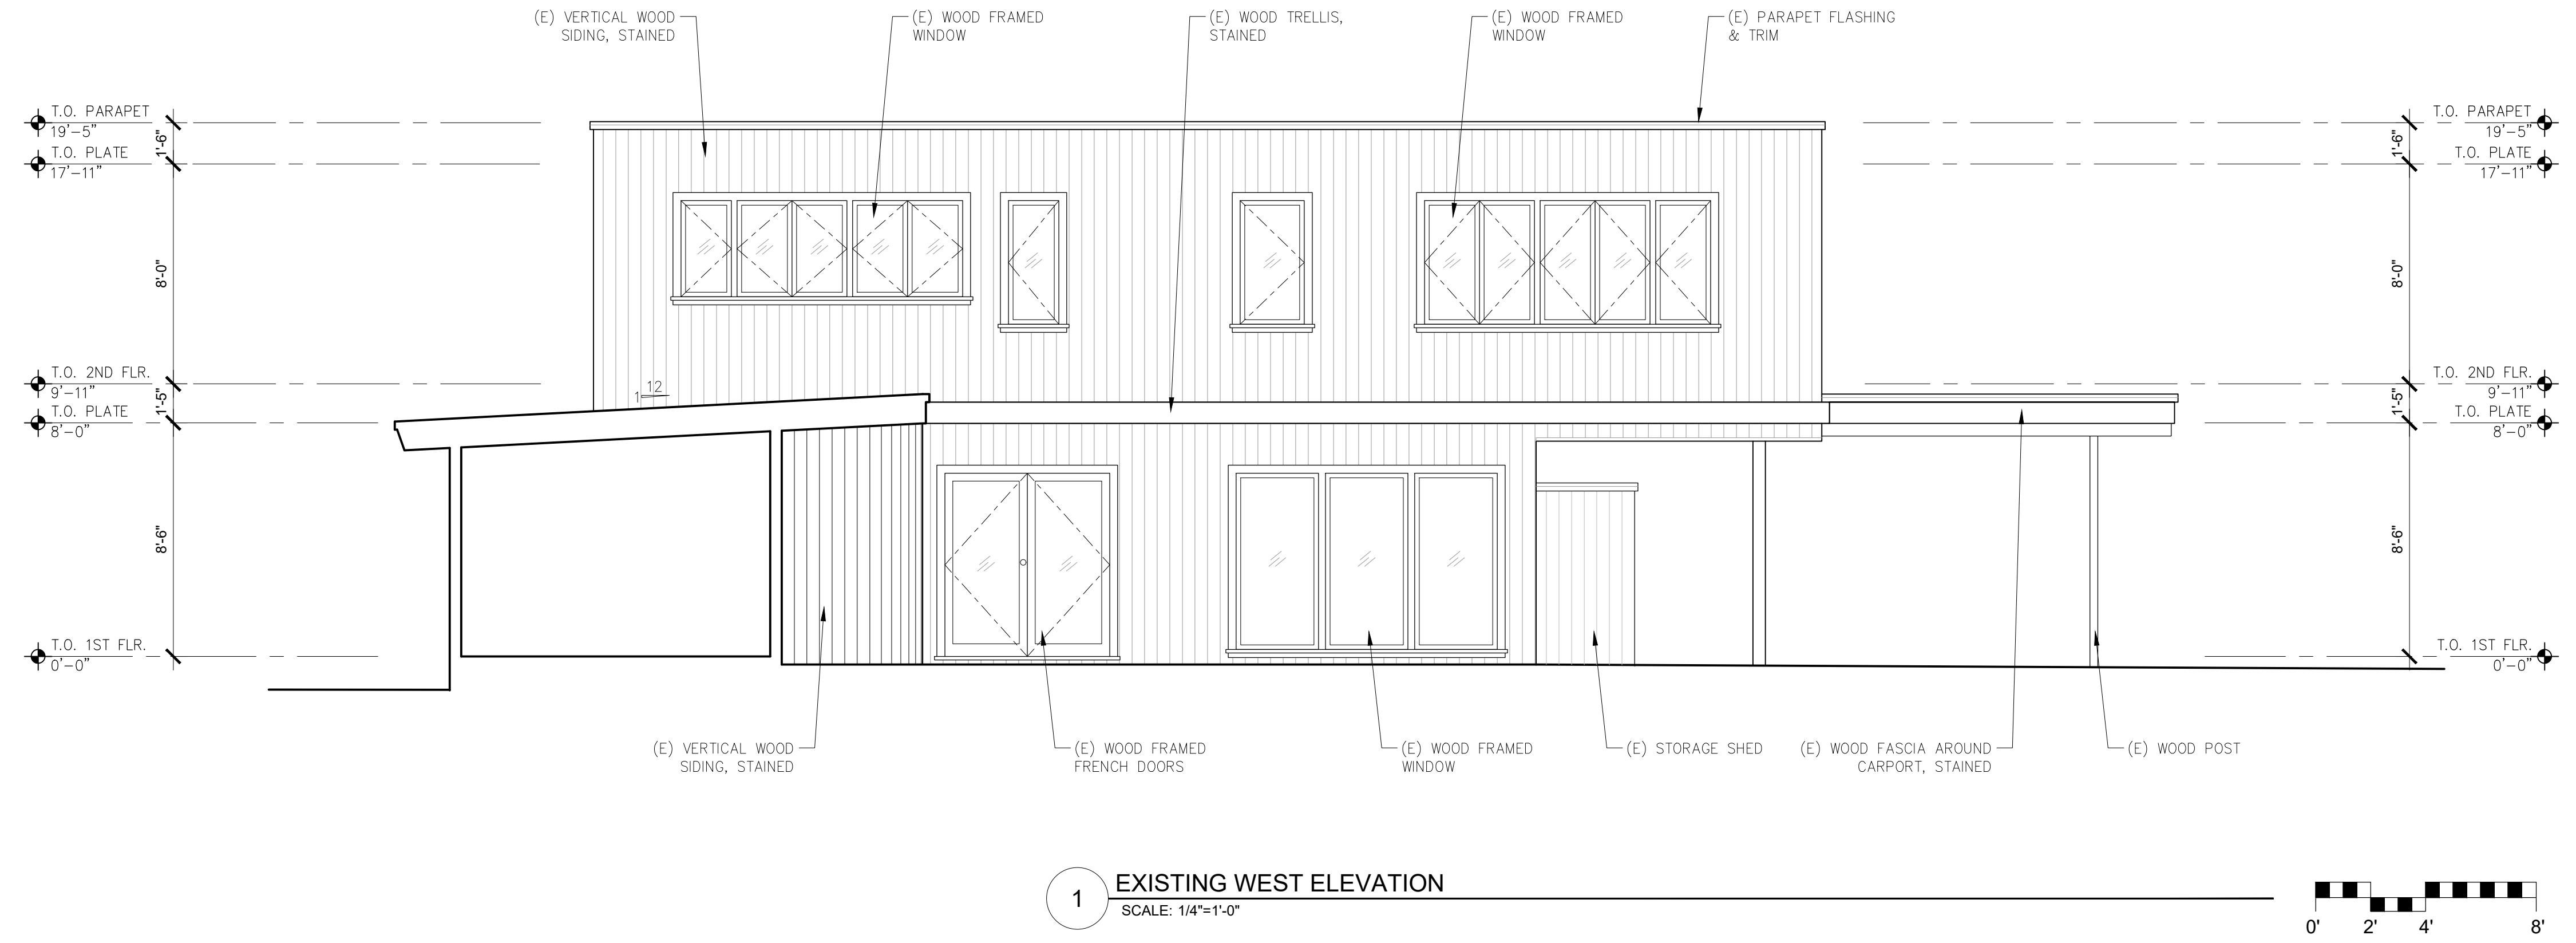 (E) VERTICAL WOOD
SIDING, STAINED
(E) WOOD FRAMED
WINDOW
(E) WOOD TRELLIS,
STAINED
(E) WOOD FRAMED
WINDOW
(E) PARAPET FLASHING
& TRIM
T.O. PARAPET
19'-5"
T.O. PLATE
17'-11"
T.O. 2ND FLR.
9'-11"
T.O. PLATE
8'-0"
T.O. 1ST FLR.
0'-0"
1'-6"
8'-0"
1'-5"
8'-6"
12
1
T.O. PARAPET
19'-5"
T.O. PLATE
17'-11"
T.O. 2ND FLR.
9'-11"
T.O. PLATE
8'-0"
T.O. 1ST FLR.
0'-0"
1'-6"
8'-0"
1'-5"
8'-6"
(E) VERTICAL WOOD
SIDING, STAINED
(E) WOOD FRAMED
FRENCH DOORS
(E) WOOD FRAMED
WINDOW
(E) STORAGE SHED
(E) WOOD FASCIA AROUND
CARPORT, STAINED
(E) WOOD POST
1
EXISTING WEST ELEVATION
SCALE: 1/4"=1'-0"
0' 2' 4' 8'